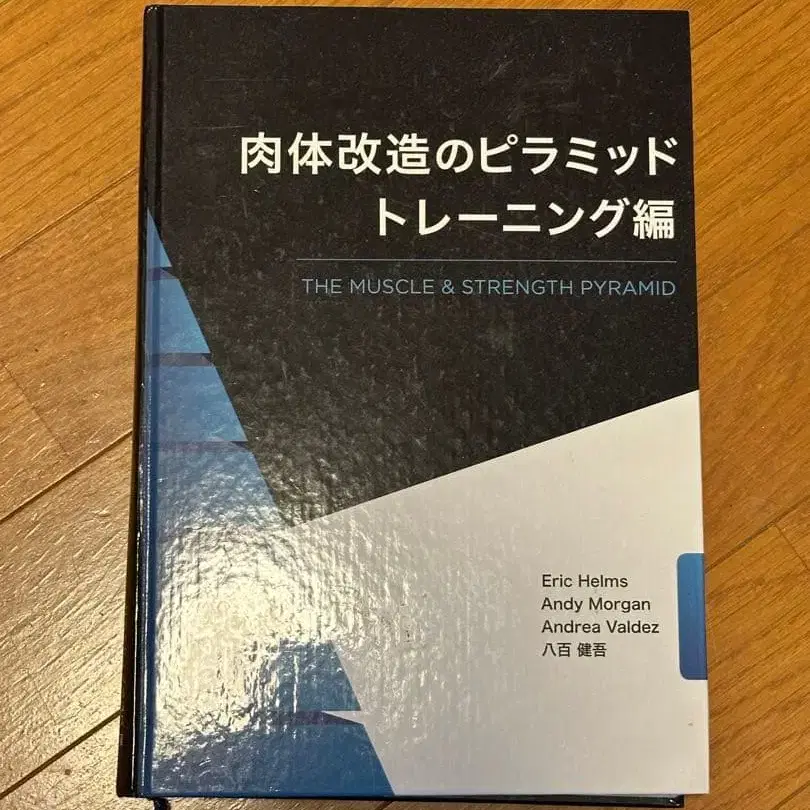 肉体改造のピラミッド
トレーニング編
THE MUSCLE & STRENGTH PYRAMID
Eric Helms
Andy Morgan
Andrea Valdez
八百 健吾